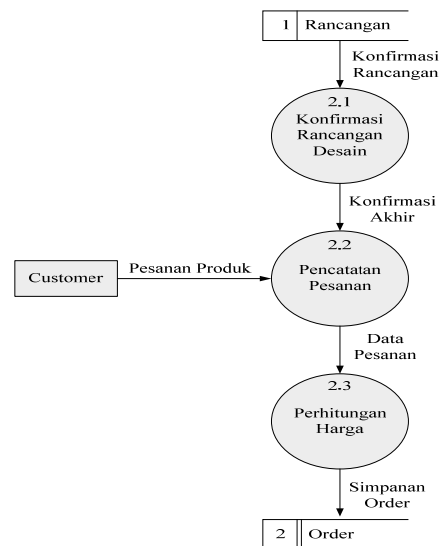 1 Rancangan
Konfirmasi
Rancangan
2.1
Konfirmasi
Rancangan
Desain
Konfirmasi
Akhir
2.2
Pencatatan
Pesanan
Customer
Pesanan Produk
Data
Pesanan
2.3
Perhitungan
Harga
Simpanan
Order
2 Order